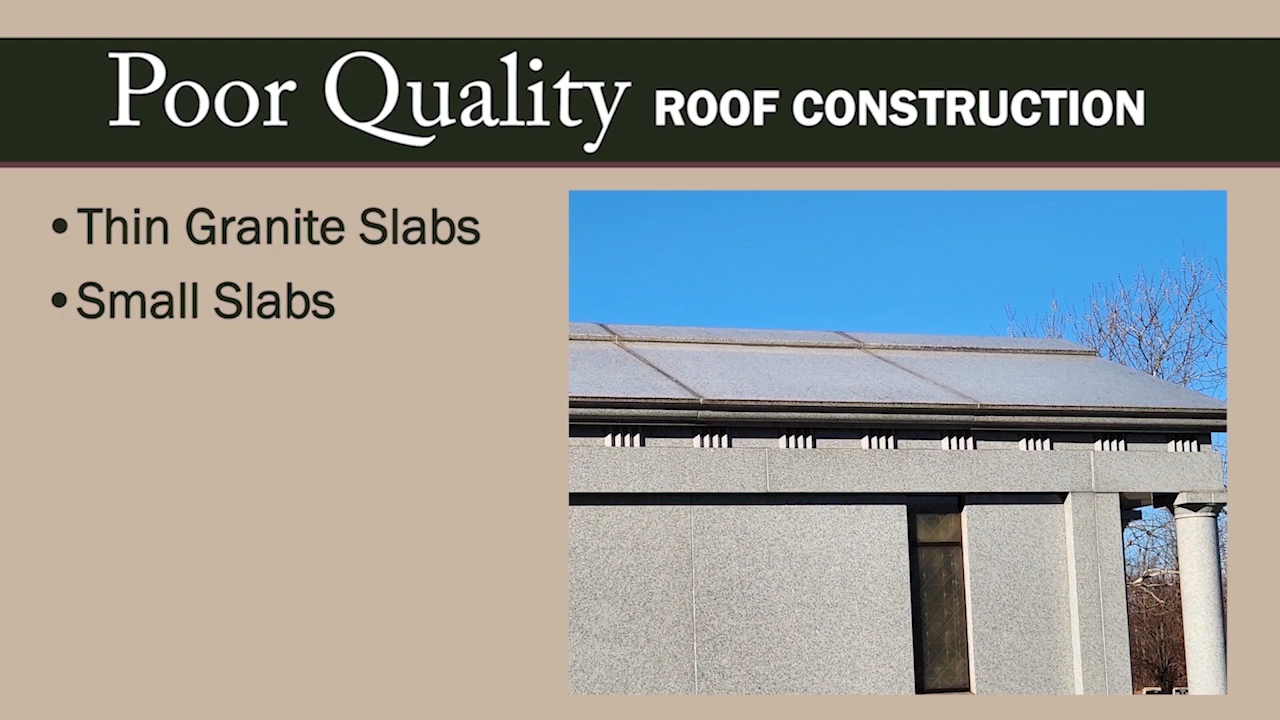 Poor Quality ROOF CONSTRUCTION
• Thin Granite Slabs
• Small Slabs